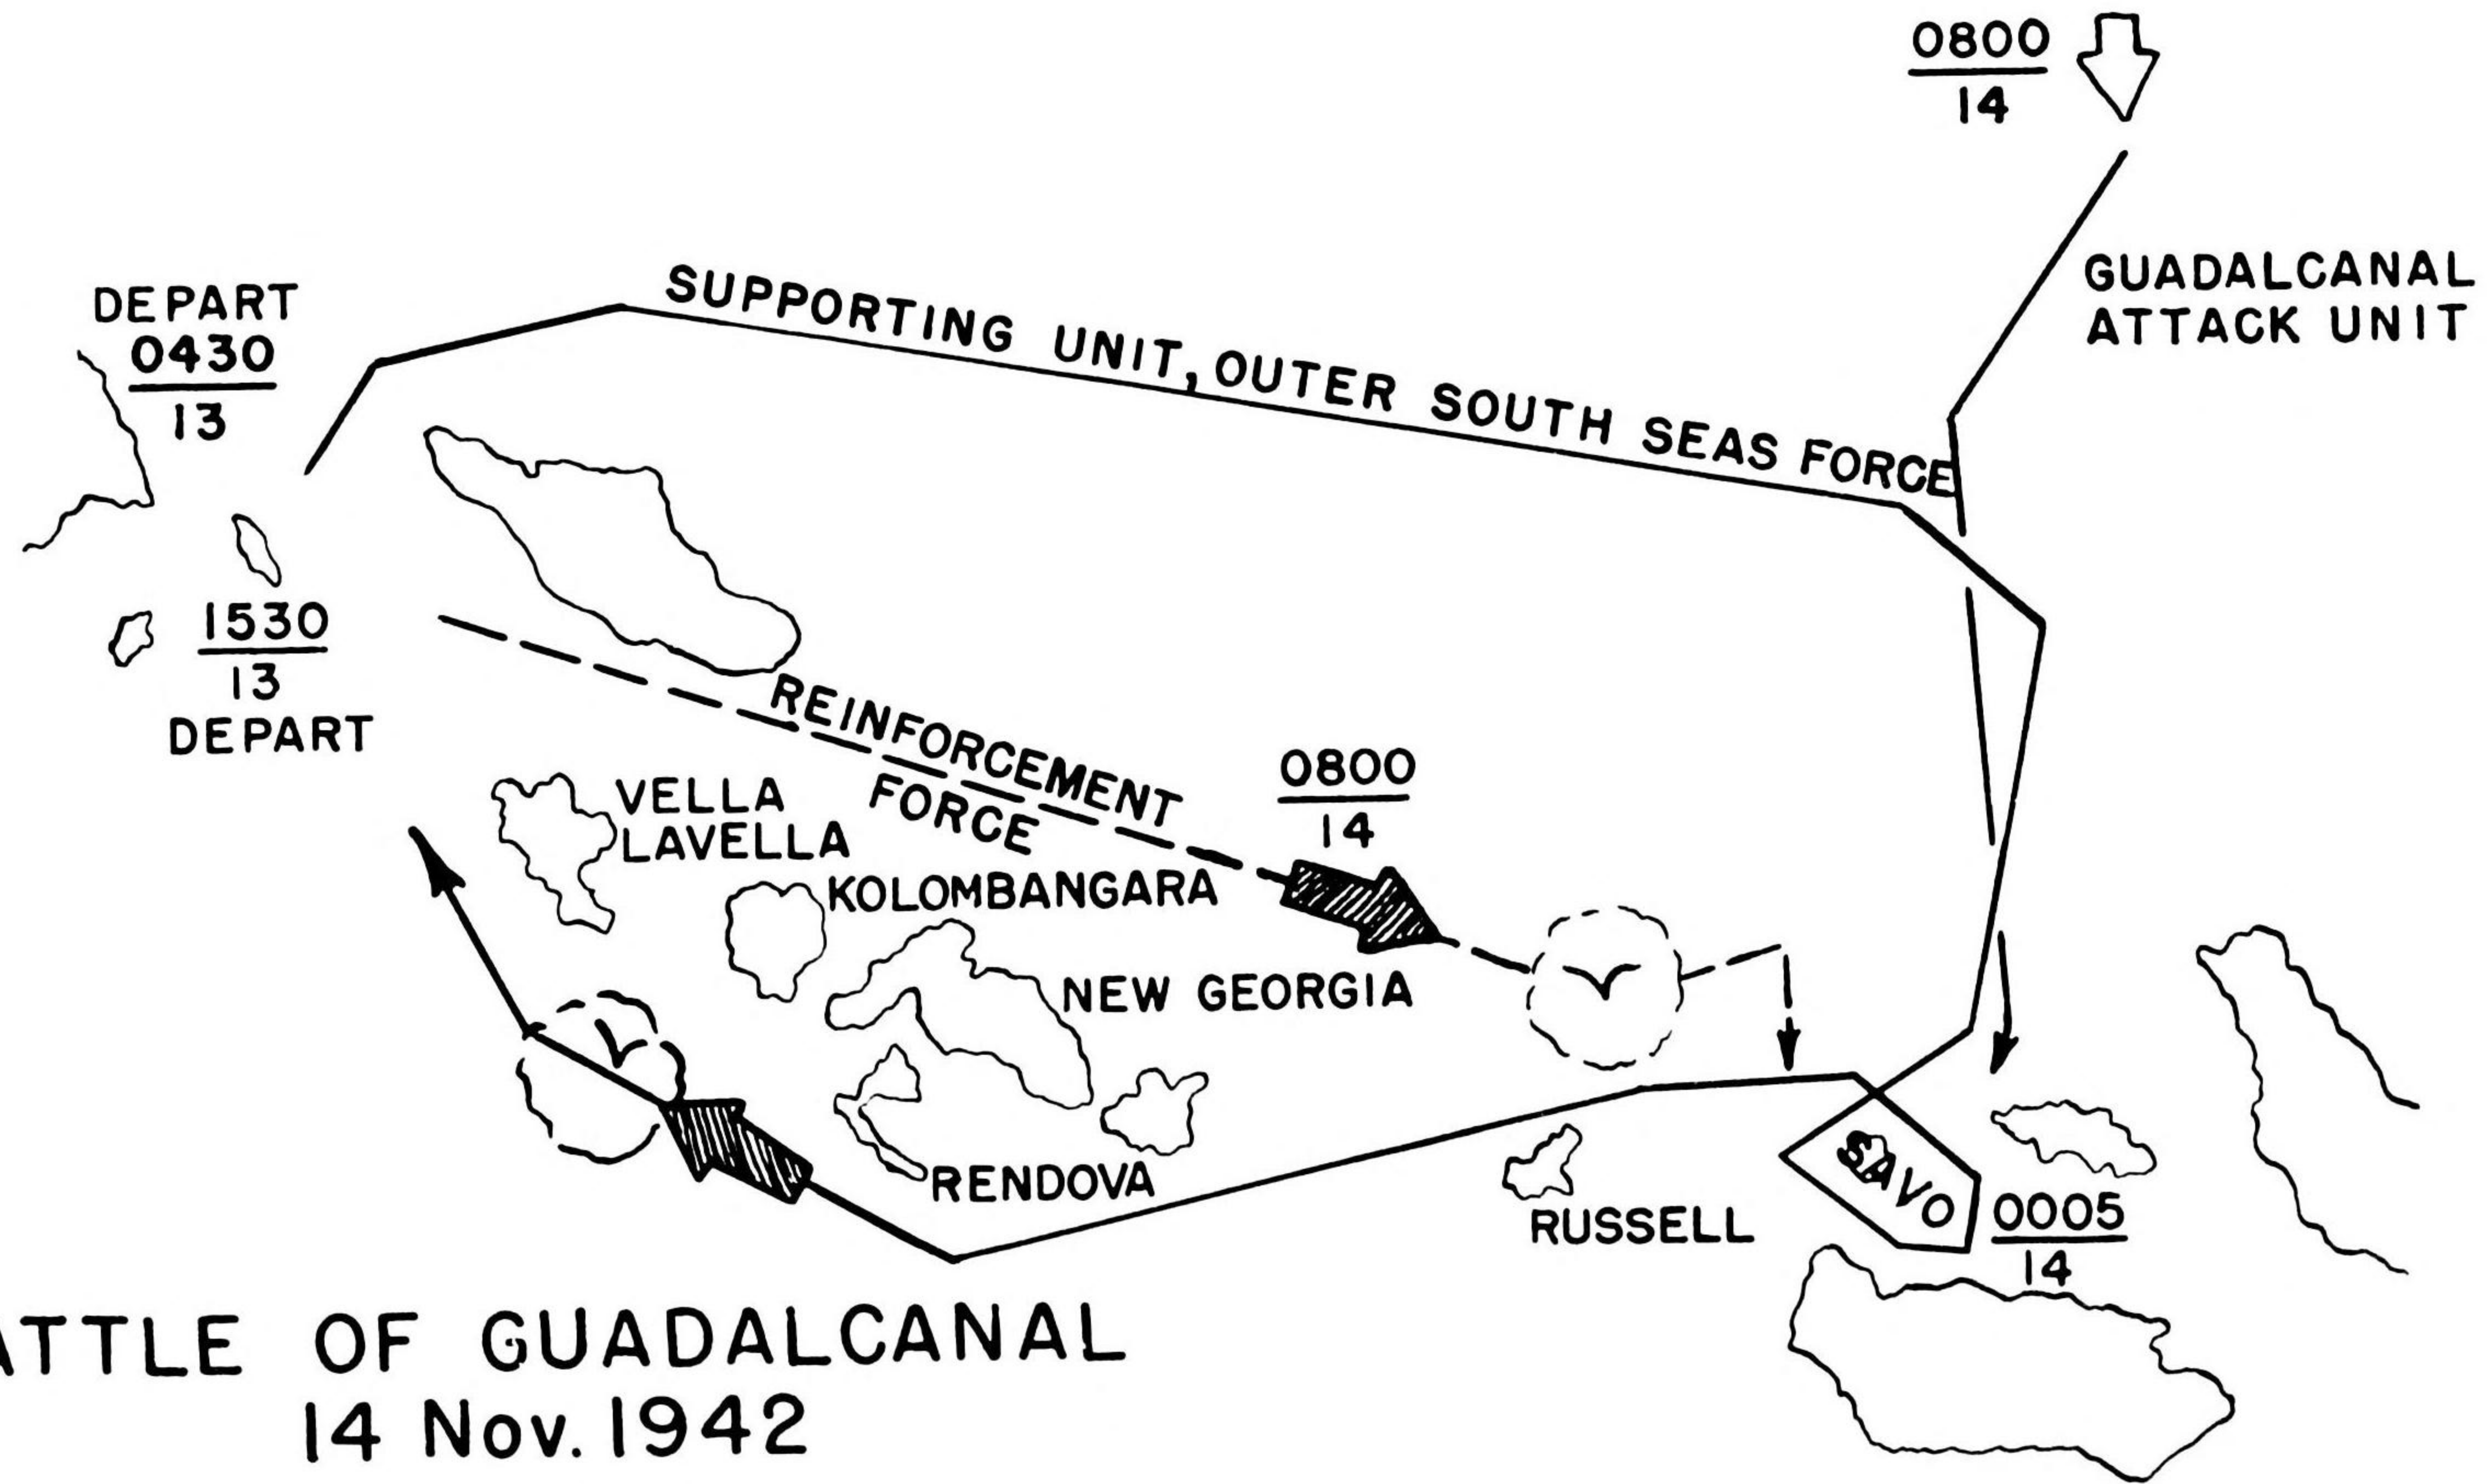 0800
14
GUADALCANAL
ATTACK UNIT
DEPART
0430
13
SUPPORTING UNIT, OUTER SOUTH SEAS FORCE
1530
13
DEPART
REINFORCEMENT
FORCE
0800
14
VELLA
LAVELLA
KOLOMBANGARA
NEW GEORGIA
RENDOVA
RUSSELL
SAVO
0005
14
ATTLE OF GUADALCANAL
14 Nov. 1942